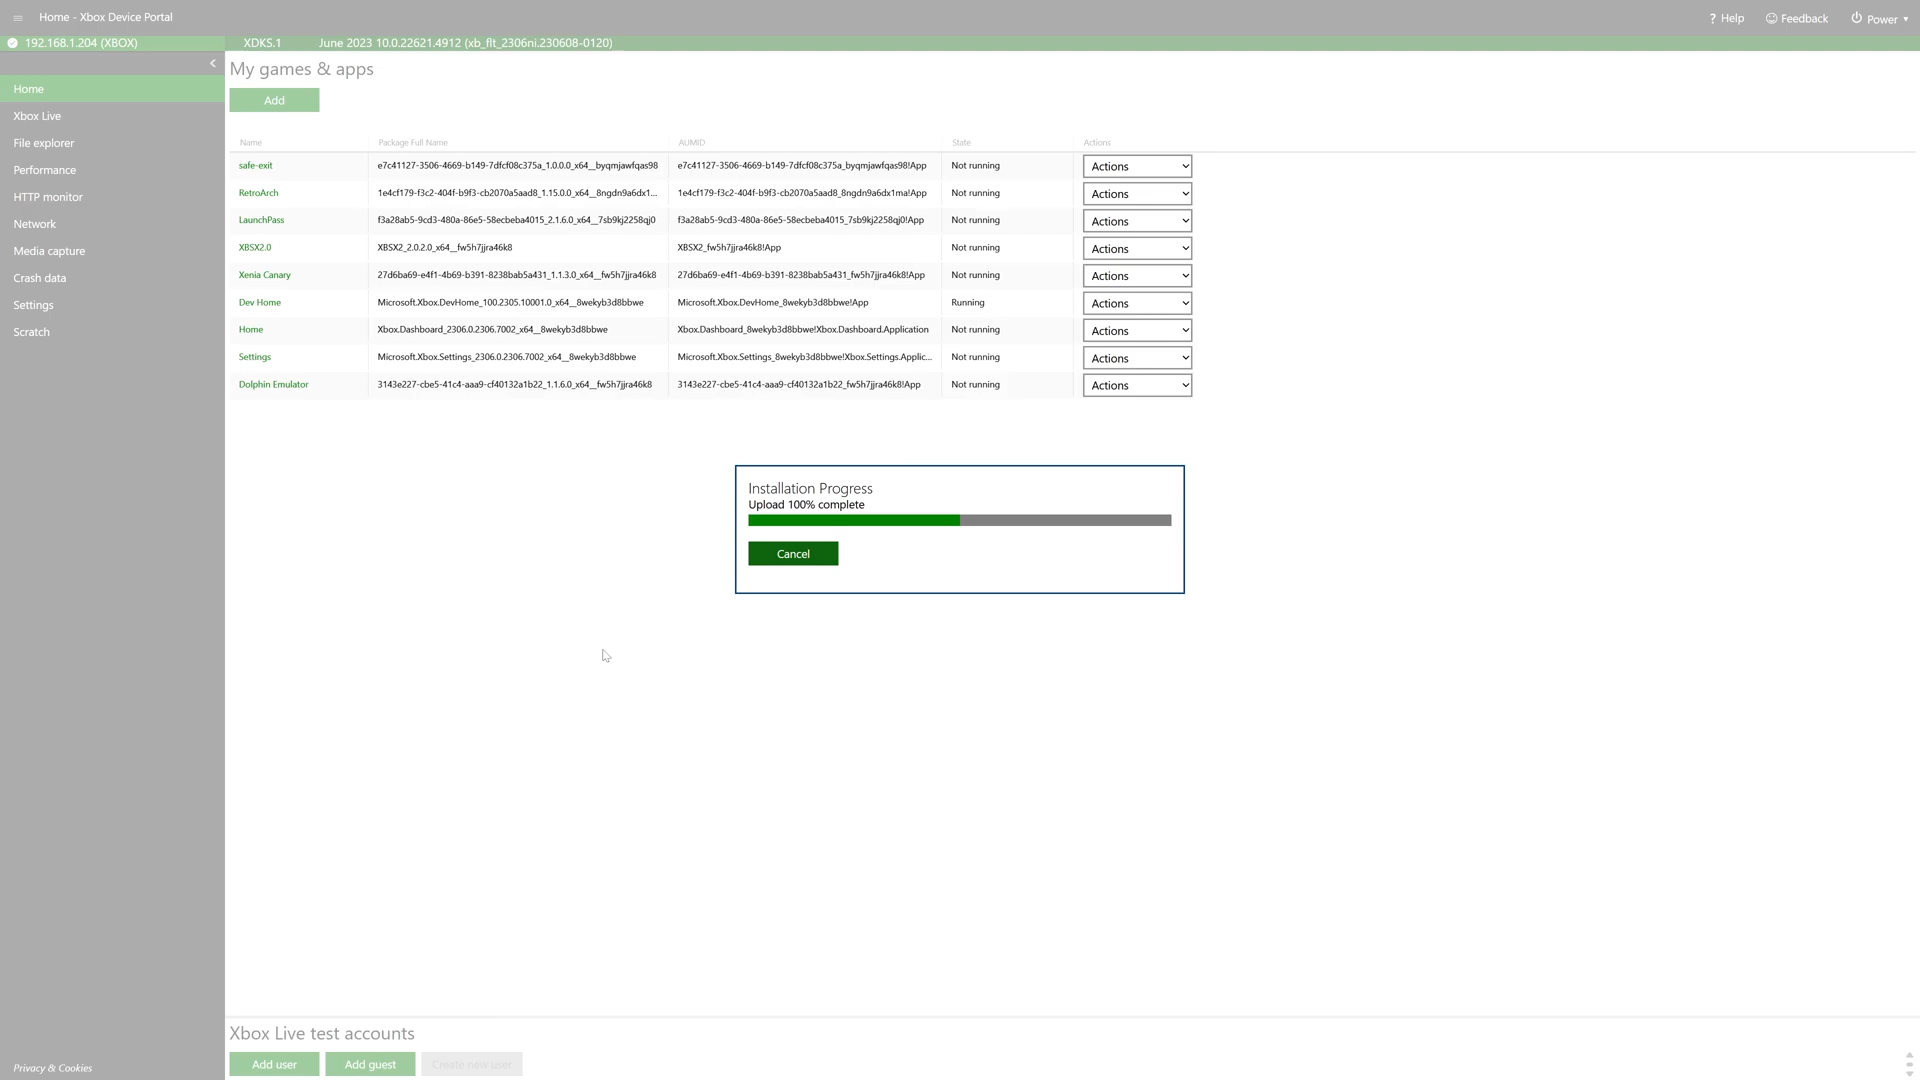 Home - Xbox Device Portal
? Help Feedback Power
192.168.1.204 (XBOX) XDKS.1 June 2023 10.0.22621.4912 (xb_flt_2306ni.230608-0120)
Home
Xbox Live
File explorer
Performance
HTTP monitor
Network
Media capture
Crash data
Settings
Scratch
Privacy & Cookies
My games & apps
Add
Name Package Full Name AUMID State Actions
safe-exit e7c41127-3506-4669-b149-7dfcf08c375a_1.0.0.0_x64__byqmjawfqas98 e7c41127-3506-4669-b149-7dfcf08c375a_byqmjawfqas98!App Not running Actions
RetroArch 1e4cf179-f3c2-404f-b9f3-cb2070a5aad8_1.15.0.0_x64__8ngdn9a6dx1... 1e4cf179-f3c2-404f-b9f3-cb2070a5aad8_8ngdn9a6dx1ma!App Not running Actions
LaunchPass f3a28ab5-9cd3-480a-86e5-58ecbeba4015_2.1.6.0_x64__7sb9kj2258qj0 f3a28ab5-9cd3-480a-86e5-58ecbeba4015_7sb9kj2258qj0!App Not running Actions
XBSX2.0 XBSX2_2.0.2.0_x64__fw5h7jjra46k8 XBSX2_fw5h7jjra46k8!App Not running Actions
Xenia Canary 27d6ba69-e4f1-4b69-b391-8238bab5a431_1.1.3.0_x64__fw5h7jjra46k8 27d6ba69-e4f1-4b69-b391-8238bab5a431_fw5h7jjra46k8!App Not running Actions
Dev Home Microsoft.Xbox.DevHome_100.2305.10001.0_x64__8wekyb3d8bbwe Microsoft.Xbox.DevHome_8wekyb3d8bbwe!App Running Actions
Home Xbox.Dashboard_2306.0.2306.7002_x64__8wekyb3d8bbwe Xbox.Dashboard_8wekyb3d8bbwe!Xbox.Dashboard.Application Not running Actions
Settings Microsoft.Xbox.Settings_2306.0.2306.7002_x64__8wekyb3d8bbwe Microsoft.Xbox.Settings_8wekyb3d8bbwe!Xbox.Settings.Applic... Not running Actions
Dolphin Emulator 3143e227-cbe5-41c4-aaa9-cf40132a1b22_1.1.6.0_x64__fw5h7jjra46k8 3143e227-cbe5-41c4-aaa9-cf40132a1b22_fw5h7jjra46k8!App Not running Actions
Installation Progress
Upload 100% complete
Cancel
Xbox Live test accounts
Add user Add guest Create new user